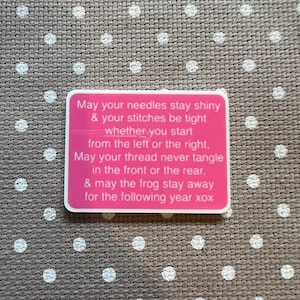 May your needles stay shiny
& your stitches be tight
whether you start
from the left or the right,
May your thread never tangle
in the front or the rear,
& may the frog stay away
for the following year xox